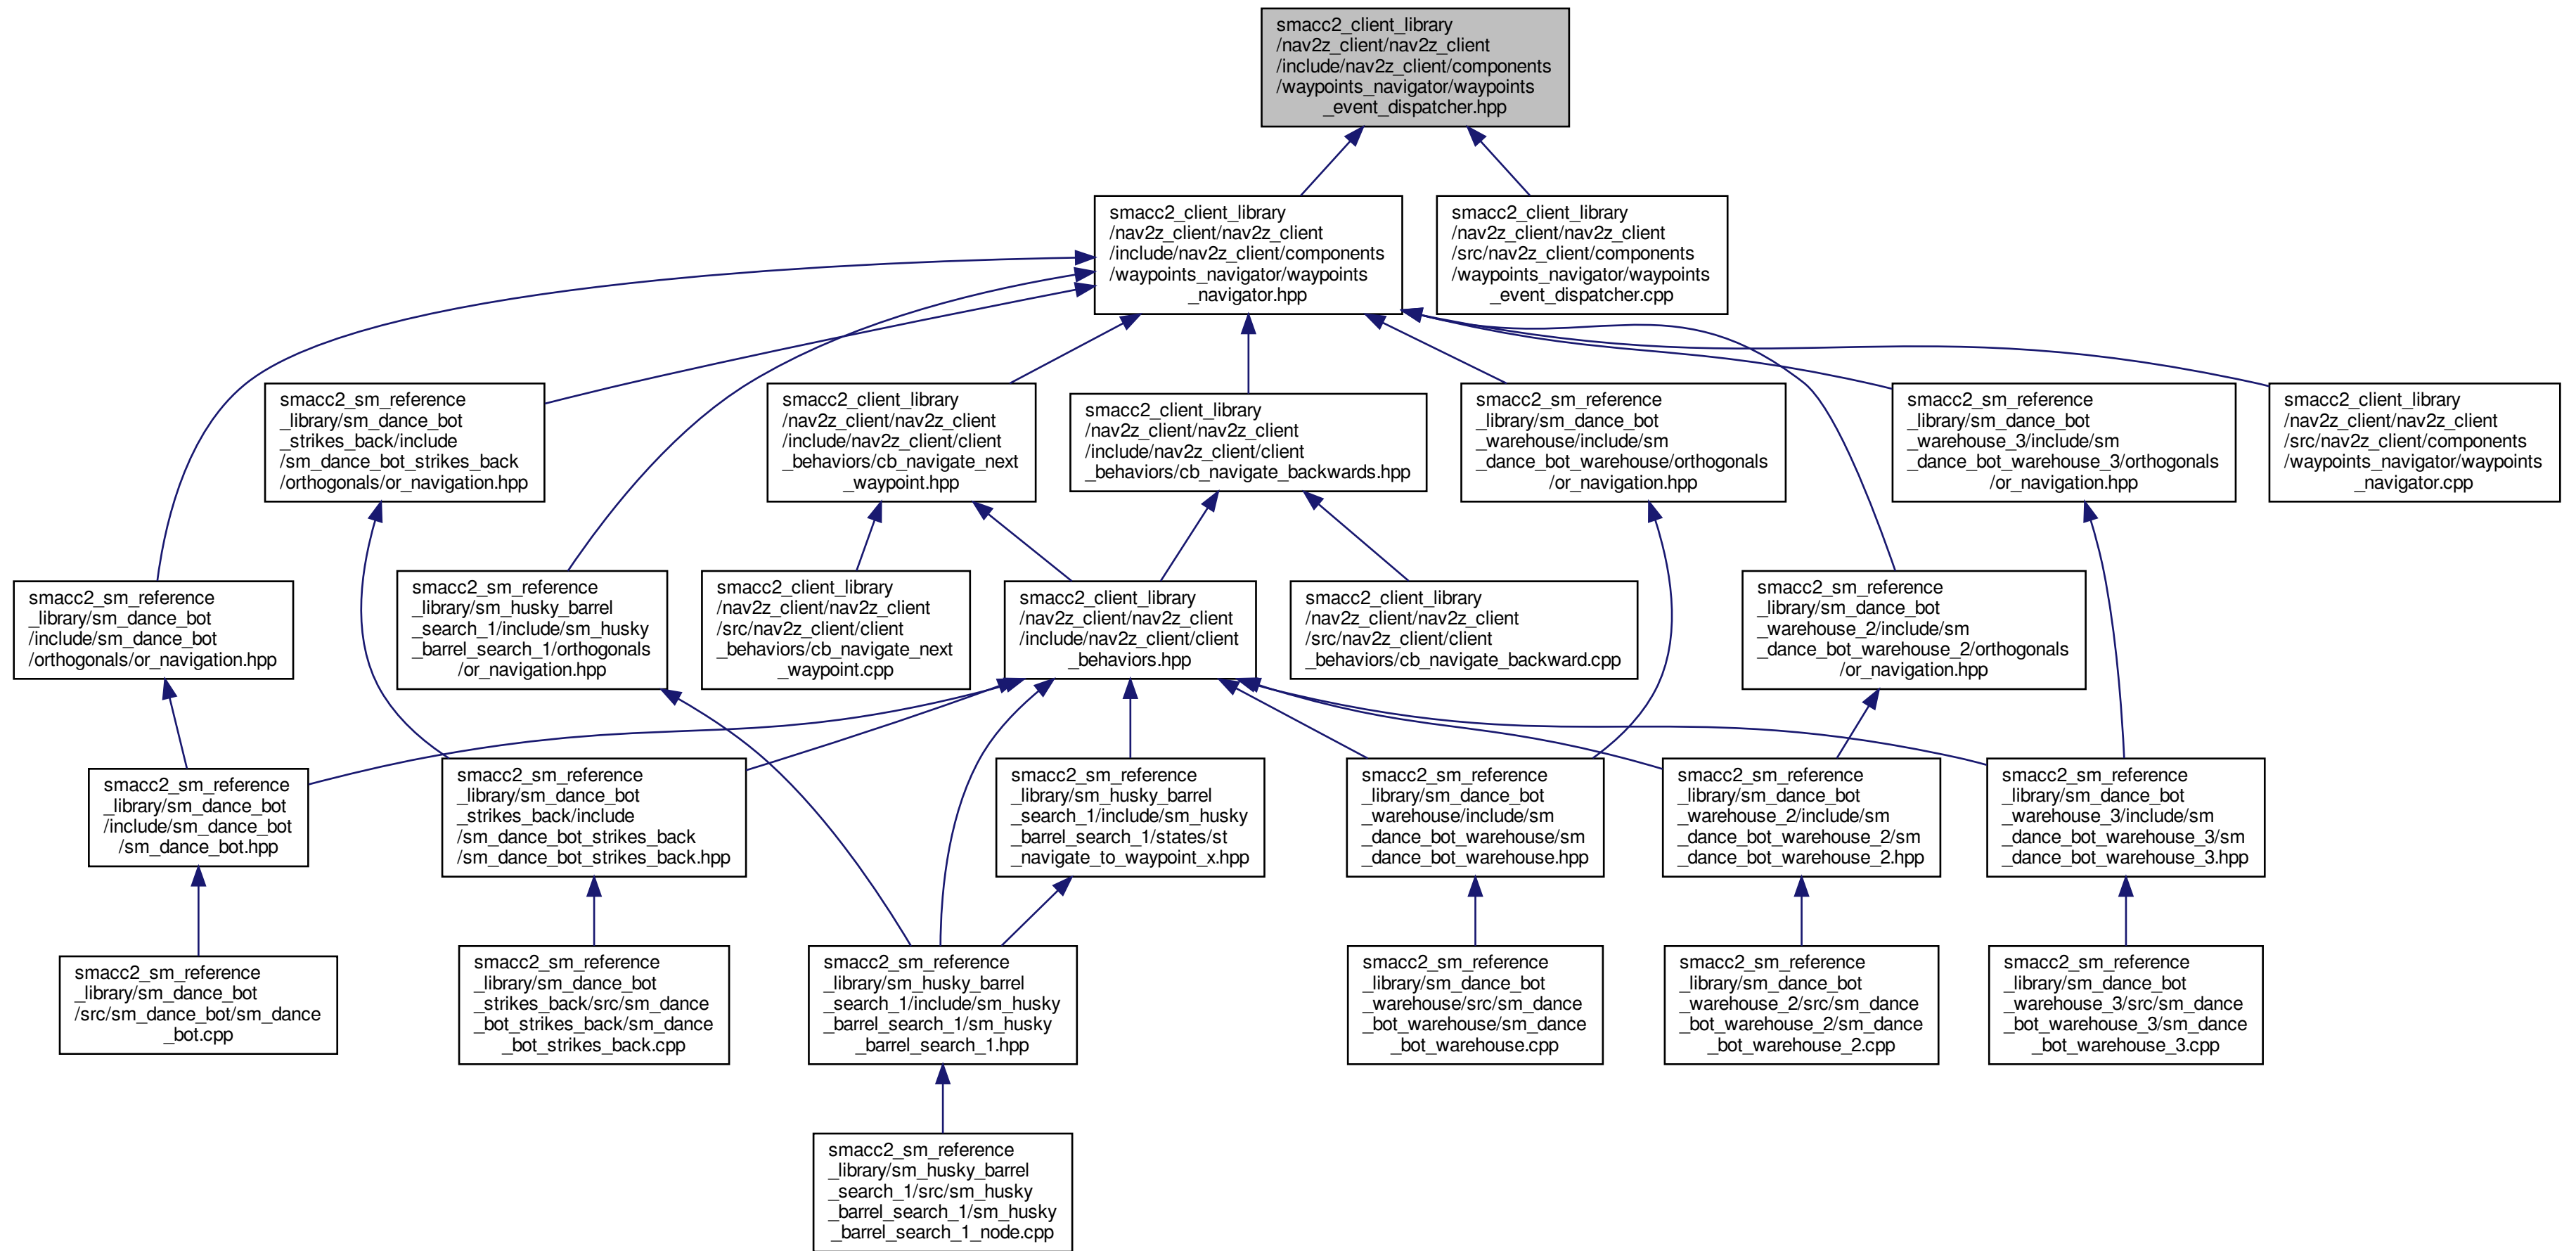 smacc2_client_library
/nav2z_client/nav2z_client
/include/nav2z_client/components
/waypoints_navigator/waypoints
_event_dispatcher.hpp
smacc2_client_library
/nav2z_client/nav2z_client
/include/nav2z_client/components
/waypoints_navigator/waypoints
_navigator.hpp
smacc2_client_library
/nav2z_client/nav2z_client
/src/nav2z_client/components
/waypoints_navigator/waypoints
_event_dispatcher.cpp
smacc2_sm_reference
_library/sm_dance_bot
_strikes_back/include
/sm_dance_bot_strikes_back
/orthogonals/or_navigation.hpp
smacc2_client_library
/nav2z_client/nav2z_client
/include/nav2z_client/client
_behaviors/cb_navigate_next
_waypoint.hpp
smacc2_client_library
/nav2z_client/nav2z_client
/include/nav2z_client/client
_behaviors/cb_navigate_backwards.hpp
smacc2_sm_reference
_library/sm_dance_bot
_warehouse/include/sm
_dance_bot_warehouse/orthogonals
/or_navigation.hpp
smacc2_sm_reference
_library/sm_dance_bot
_warehouse_3/include/sm
_dance_bot_warehouse_3/orthogonals
/or_navigation.hpp
smacc2_client_library
/nav2z_client/nav2z_client
/src/nav2z_client/components
/waypoints_navigator/waypoints
_navigator.cpp
smacc2_sm_reference
_library/sm_dance_bot
/include/sm_dance_bot
/orthogonals/or_navigation.hpp
smacc2_sm_reference
_library/sm_husky_barrel
_search_1/include/sm_husky
_barrel_search_1/orthogonals
/or_navigation.hpp
smacc2_client_library
/nav2z_client/nav2z_client
/src/nav2z_client/client
_behaviors/cb_navigate_next
_waypoint.cpp
smacc2_client_library
/nav2z_client/nav2z_client
/include/nav2z_client/client
_behaviors.hpp
smacc2_client_library
/nav2z_client/nav2z_client
/src/nav2z_client/client
_behaviors/cb_navigate_backward.cpp
smacc2_sm_reference
_library/sm_dance_bot
_warehouse_2/include/sm
_dance_bot_warehouse_2/orthogonals
/or_navigation.hpp
smacc2_sm_reference
_library/sm_dance_bot
/include/sm_dance_bot
/sm_dance_bot.hpp
smacc2_sm_reference
_library/sm_dance_bot
_strikes_back/include
/sm_dance_bot_strikes_back
/sm_dance_bot_strikes_back.hpp
smacc2_sm_reference
_library/sm_husky_barrel
_search_1/include/sm_husky
_barrel_search_1/states/st
_navigate_to_waypoint_x.hpp
smacc2_sm_reference
_library/sm_dance_bot
_warehouse/include/sm
_dance_bot_warehouse/sm
_dance_bot_warehouse.hpp
smacc2_sm_reference
_library/sm_dance_bot
_warehouse_2/include/sm
_dance_bot_warehouse_2/sm
_dance_bot_warehouse_2.hpp
smacc2_sm_reference
_library/sm_dance_bot
_warehouse_3/include/sm
_dance_bot_warehouse_3/sm
_dance_bot_warehouse_3.hpp
smacc2_sm_reference
_library/sm_dance_bot
/src/sm_dance_bot/sm_dance
_bot.cpp
smacc2_sm_reference
_library/sm_dance_bot
_strikes_back/src/sm_dance
_bot_strikes_back/sm_dance
_bot_strikes_back.cpp
smacc2_sm_reference
_library/sm_husky_barrel
_search_1/include/sm_husky
_barrel_search_1/sm_husky
_barrel_search_1.hpp
smacc2_sm_reference
_library/sm_dance_bot
_warehouse/src/sm_dance
_bot_warehouse/sm_dance
_bot_warehouse.cpp
smacc2_sm_reference
_library/sm_dance_bot
_warehouse_2/src/sm_dance
_bot_warehouse_2/sm_dance
_bot_warehouse_2.cpp
smacc2_sm_reference
_library/sm_dance_bot
_warehouse_3/src/sm_dance
_bot_warehouse_3/sm_dance
_bot_warehouse_3.cpp
smacc2_sm_reference
_library/sm_husky_barrel
_search_1/src/sm_husky
_barrel_search_1/sm_husky
_barrel_search_1_node.cpp